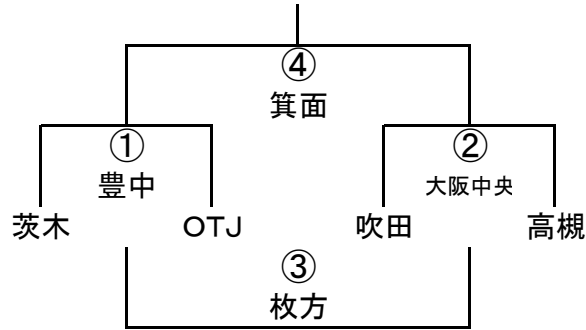 ④
箕面
①
豊中
②
大阪中央
茨木
OTJ
吹田
高槻
③
枚方